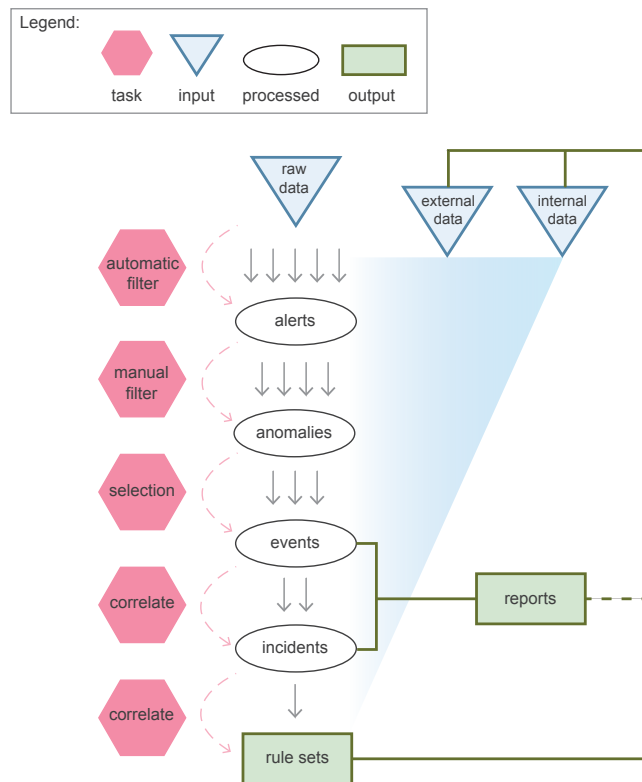 Legend:
task
input
processed
output
raw
data
external
data
internal
data
automatic
filter
alerts
manual
filter
anomalies
selection
events
correlate
reports
incidents
correlate
rule sets